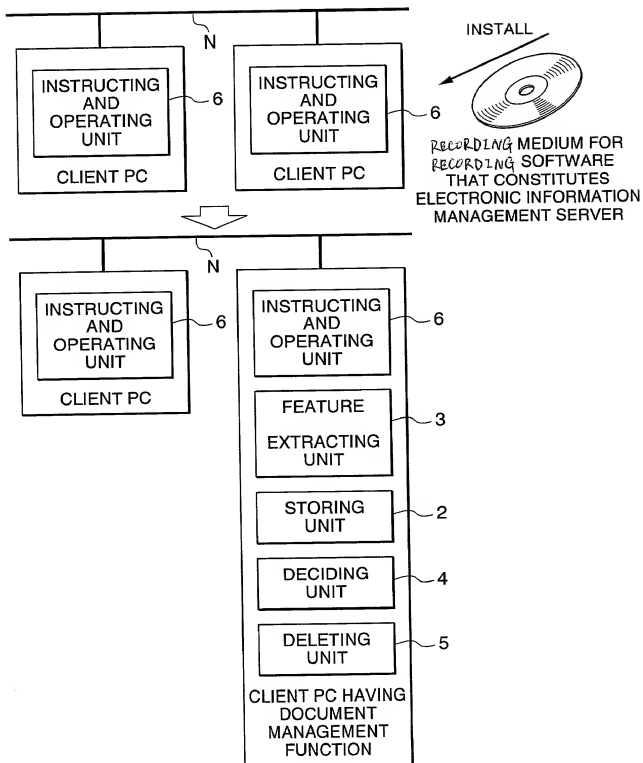 N
INSTALL
INSTRUCTING
AND
OPERATING
UNIT
6
CLIENT PC
INSTRUCTING
AND
OPERATING
UNIT
6
CLIENT PC
RECORDING MEDIUM FOR
RECORDING SOFTWARE
THAT CONSTITUTES
ELECTRONIC INFORMATION
MANAGEMENT SERVER
N
INSTRUCTING
AND
OPERATING
UNIT
6
CLIENT PC
INSTRUCTING
AND
OPERATING
UNIT
6
FEATURE
EXTRACTING
UNIT
3
STORING
UNIT
2
DECIDING
UNIT
4
DELETING
UNIT
5
CLIENT PC HAVING
DOCUMENT
MANAGEMENT
FUNCTION